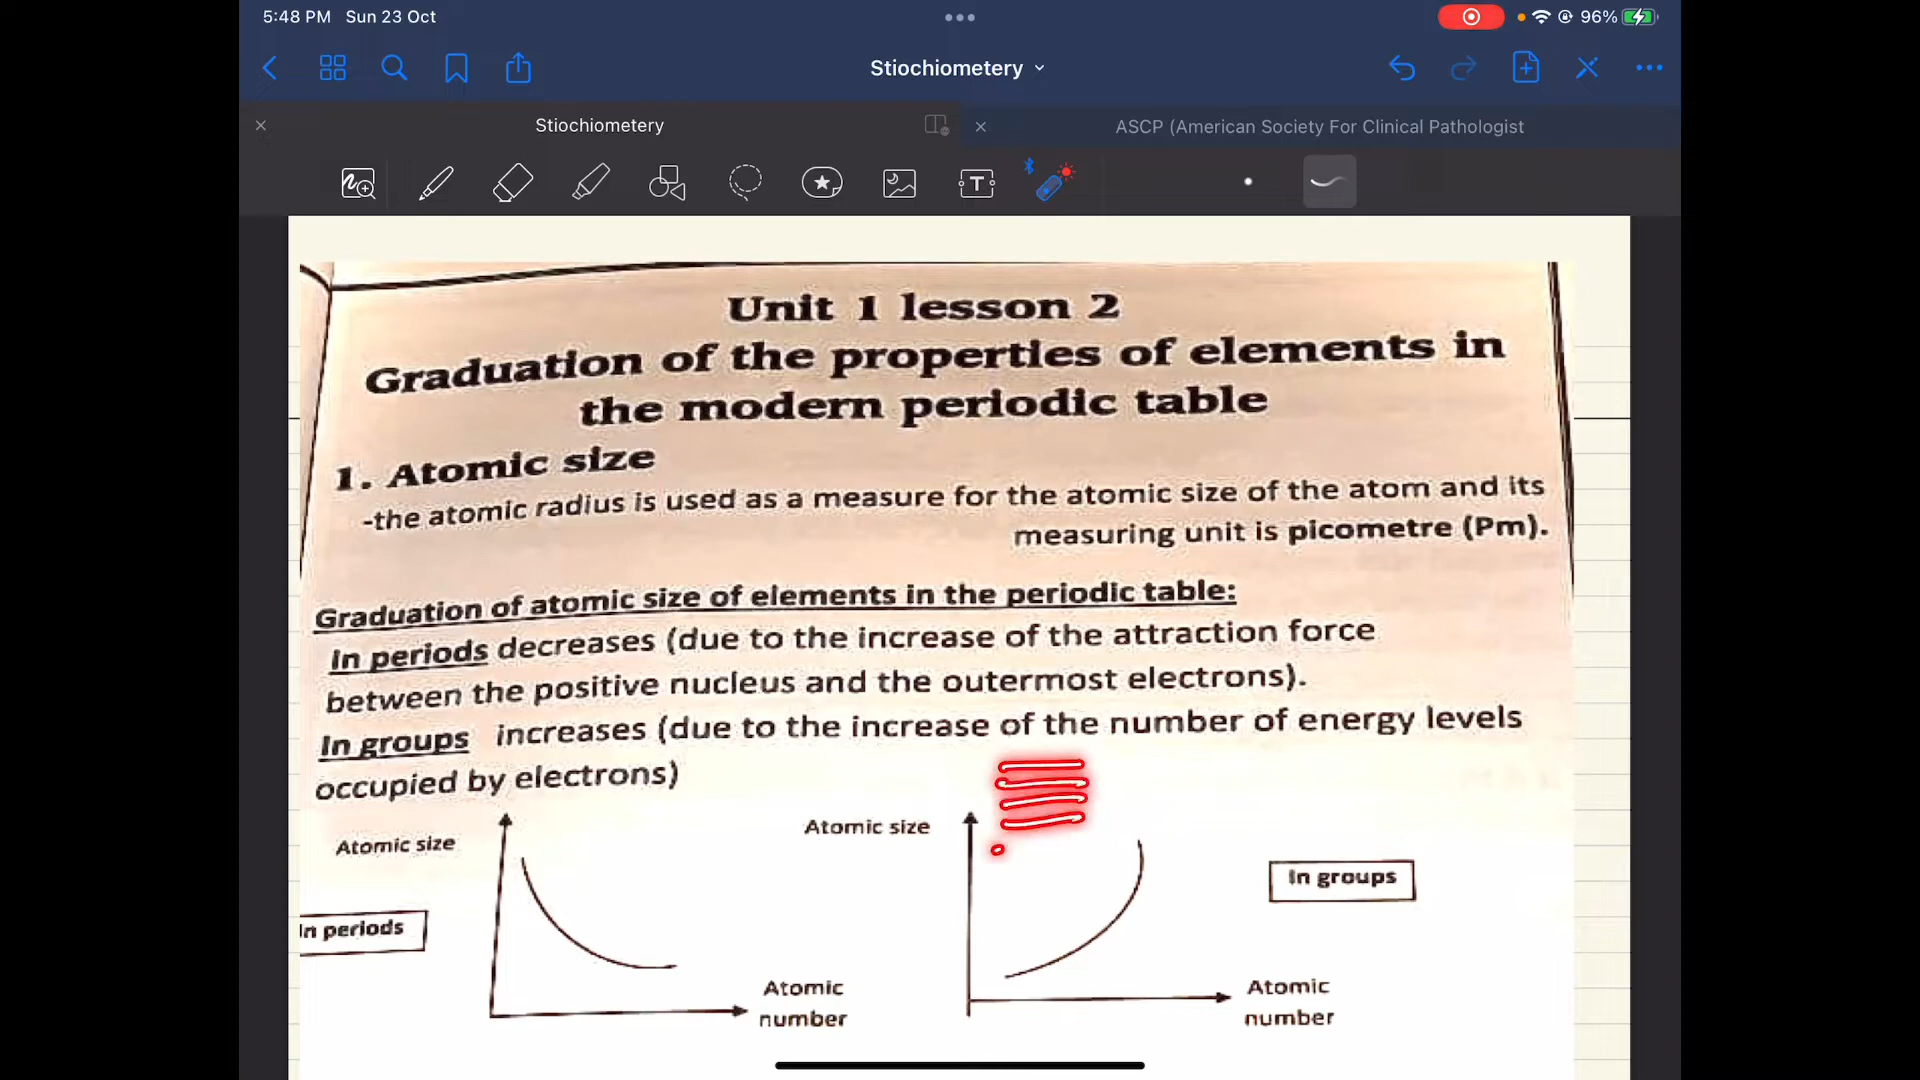 5:48 PM Sun 23 Oct
96%
Stiochiometery
Stiochiometery
ASCP (American Society For Clinical Pathologist
T
Unit 1 lesson 2
Graduation of the properties of elements in
the modern periodic table
1. Atomic size
-the atomic radius is used as a measure for the atomic size of the atom and its
measuring unit is picometre (Pm).
Graduation of atomic size of elements in the periodic table:
In periods decreases (due to the increase of the attraction force
between the positive nucleus and the outermost electrons).
In groups increases (due to the increase of the number of energy levels
occupied by electrons)
Atomic size
In periods
Atomic
number
Atomic size
In groups
Atomic
number